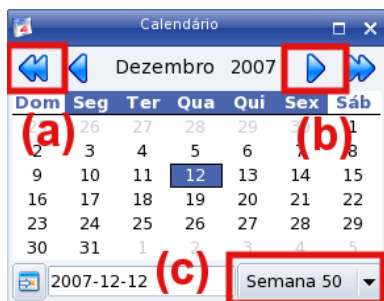 Calendário
Dezembro 2007
Dom Seg Ter Qua Qui Sex Sáb
(a) (b)
26 27 28 29 1
2 3 4 5 6 8
9 10 11 12 13 14 15
16 17 18 19 20 21 22
23 24 25 26 27 28 29
30 31 1 2 3 4 5
2007-12-12 (c) Semana 50